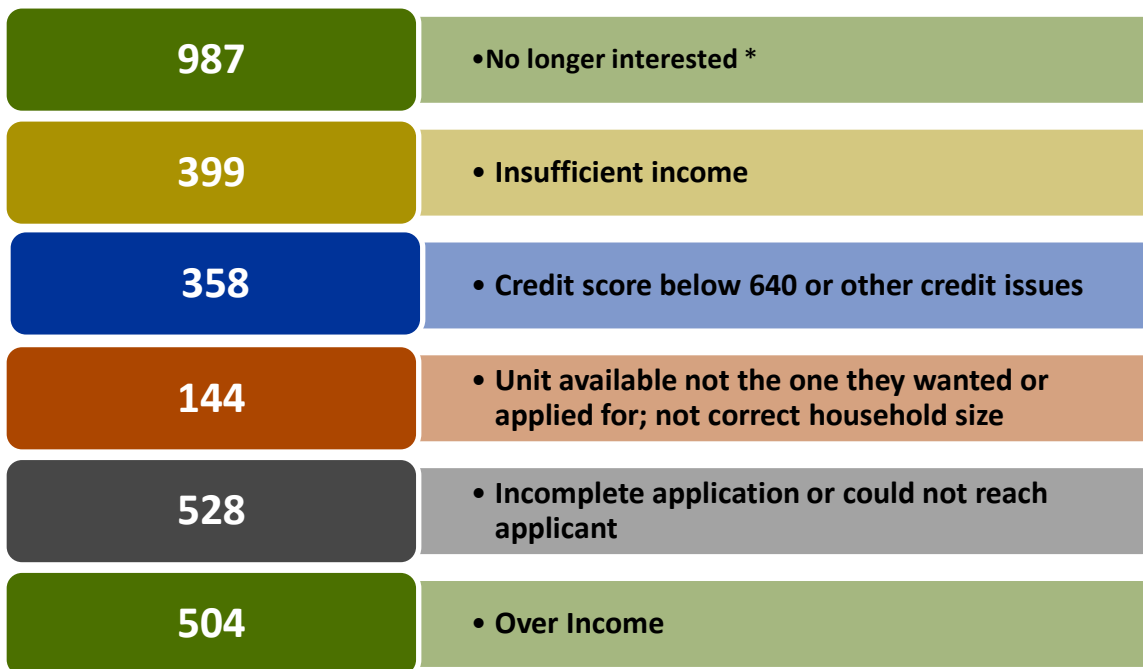 987
•No longer interested *
399
• Insufficient income
358
• Credit score below 640 or other credit issues
144
• Unit available not the one they wanted or
applied for; not correct household size
528
• Incomplete application or could not reach
applicant
504
• Over Income